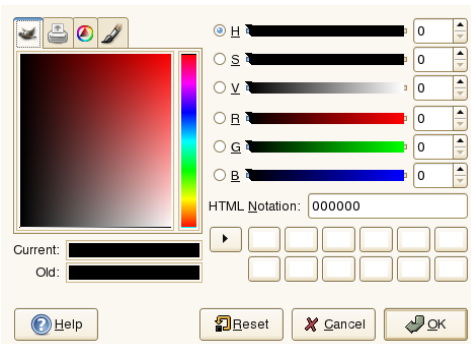 H 0
S 0
V 0
R 0
G 0
B 0
HTML Notation: 000000
Current:
Old:
Help Reset Cancel OK